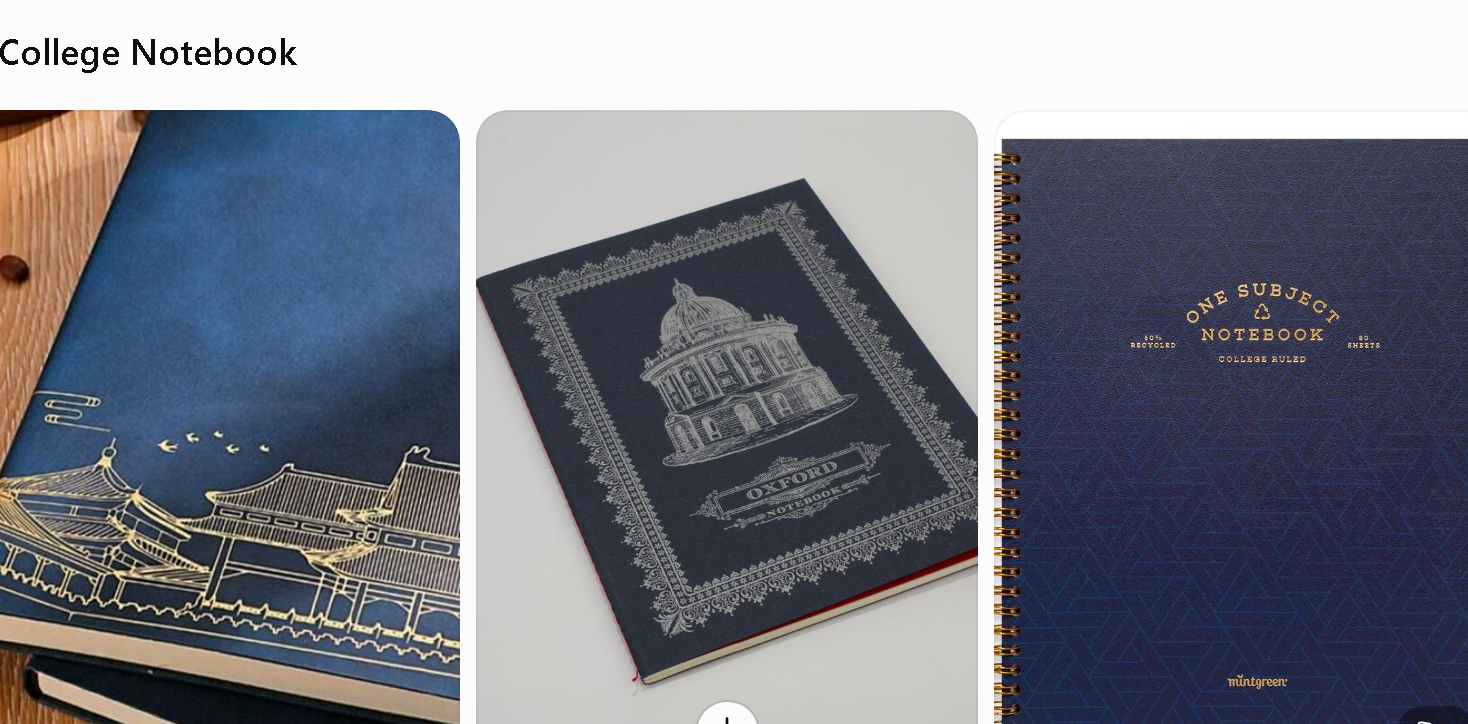 College Notebook
OXFORD
NOTEBOOK
ONE SUBJECT
NOTEBOOK
60%
RECYCLED
80
SHEETS
COLLEGE RULED
mintgreen